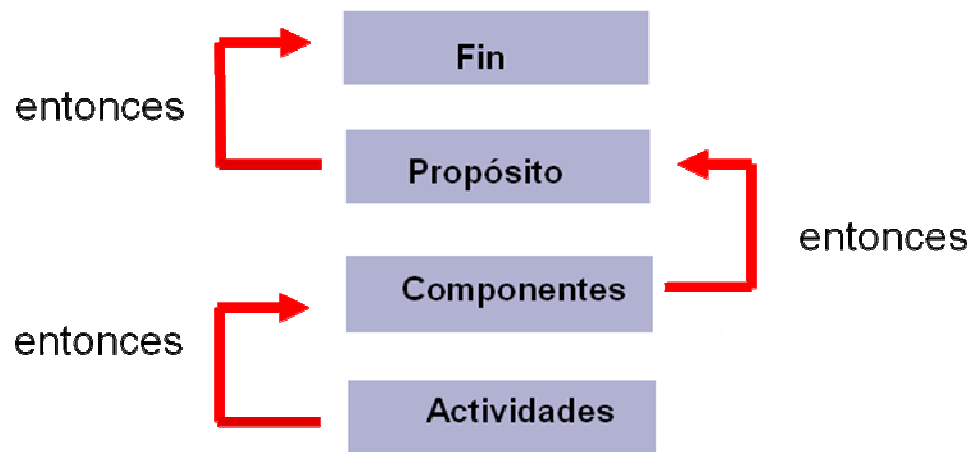 Fin
entonces
Propósito
entonces
Componentes
entonces
Actividades